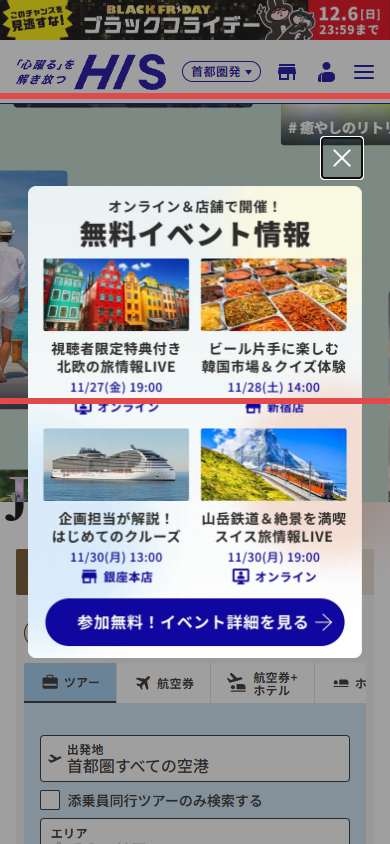 このチャンスを
見逃すな!
BLACK FRIDAY
ブラックフライデー
12.6[日]
23:59まで
「心躍る」を
解き放つ
HIS
首都圏発
#癒やしのリトリ
オンライン＆店舗で開催！
無料イベント情報
視聴者限定特典付き
北欧の旅情報LIVE
11/27(金) 19:00
オンライン
ビール片手に楽しむ
韓国市場＆クイズ体験
11/28(土) 14:00
新宿店
企画担当が解説！
はじめてのクルーズ
11/30(月) 13:00
銀座本店
山岳鉄道＆絶景を満喫
スイス旅情報LIVE
11/30(月) 19:00
オンライン
参加無料！イベント詳細を見る
ツアー
航空券
航空券+
ホテル
ホ
出発地
首都圏すべての空港
添乗員同行ツアーのみ検索する
エリア